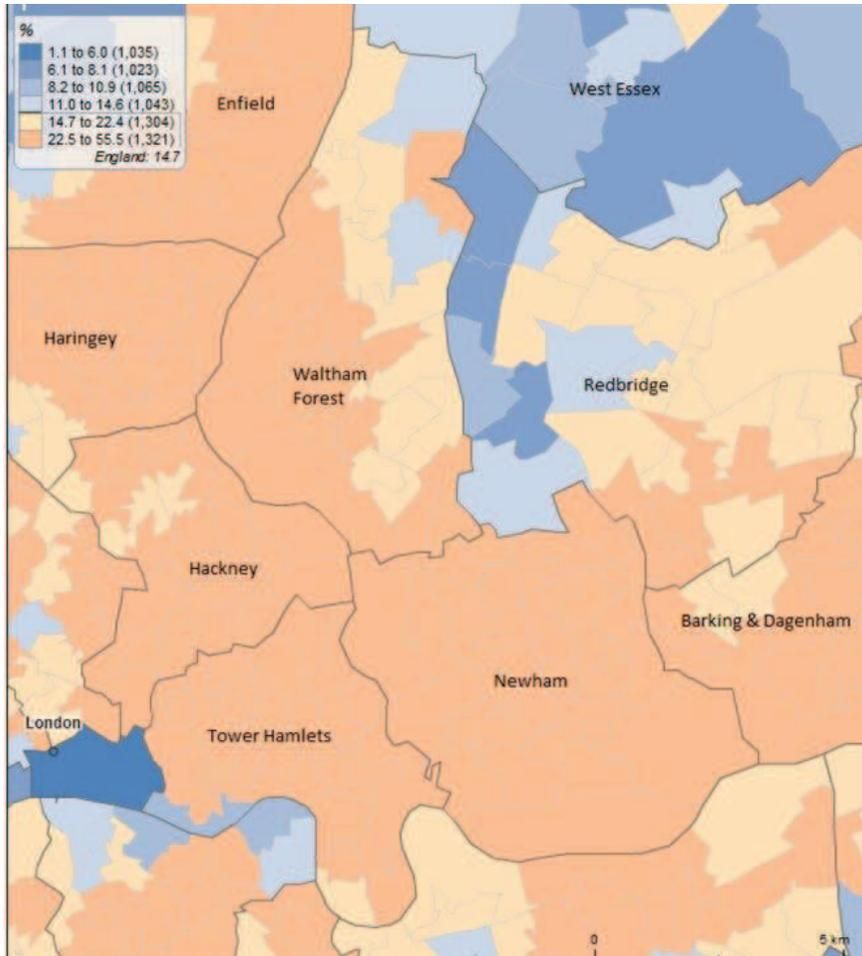 %
1.1 to 6.0 (1,035)
6.1 to 8.1 (1,023)
8.2 to 10.9 (1,065)
11.0 to 14.6 (1,043)
14.7 to 22.4 (1,304)
22.5 to 55.5 (1,321)
England: 14.7
West Essex
Enfield
Haringey
Waltham
Forest
Redbridge
Hackney
Barking & Dagenham
Newham
London
Tower Hamlets
0
5 km